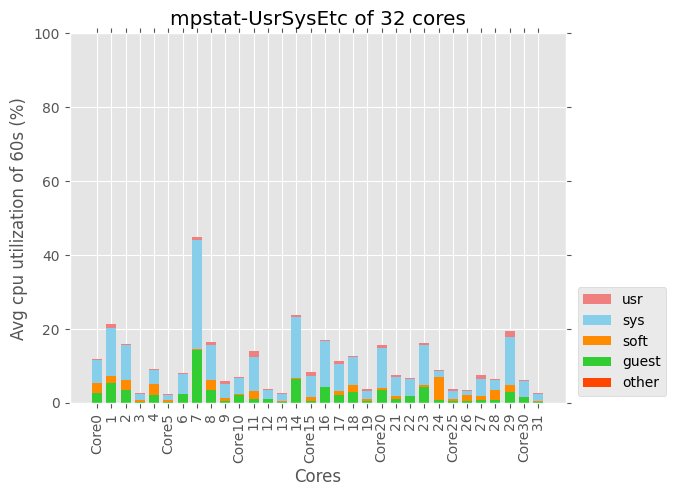 mpstat-UsrSysEtc of 32 cores
Avg cpu utilization of 60s (%)
100
80
60
40
20
0
Core0
1
2
3
4
Core5
6
7
8
9
Core10
11
12
13
14
Core15
16
17
18
19
Core20
21
22
23
24
Core25
26
27
28
29
Core30
31
Cores
usr
sys
soft
guest
other